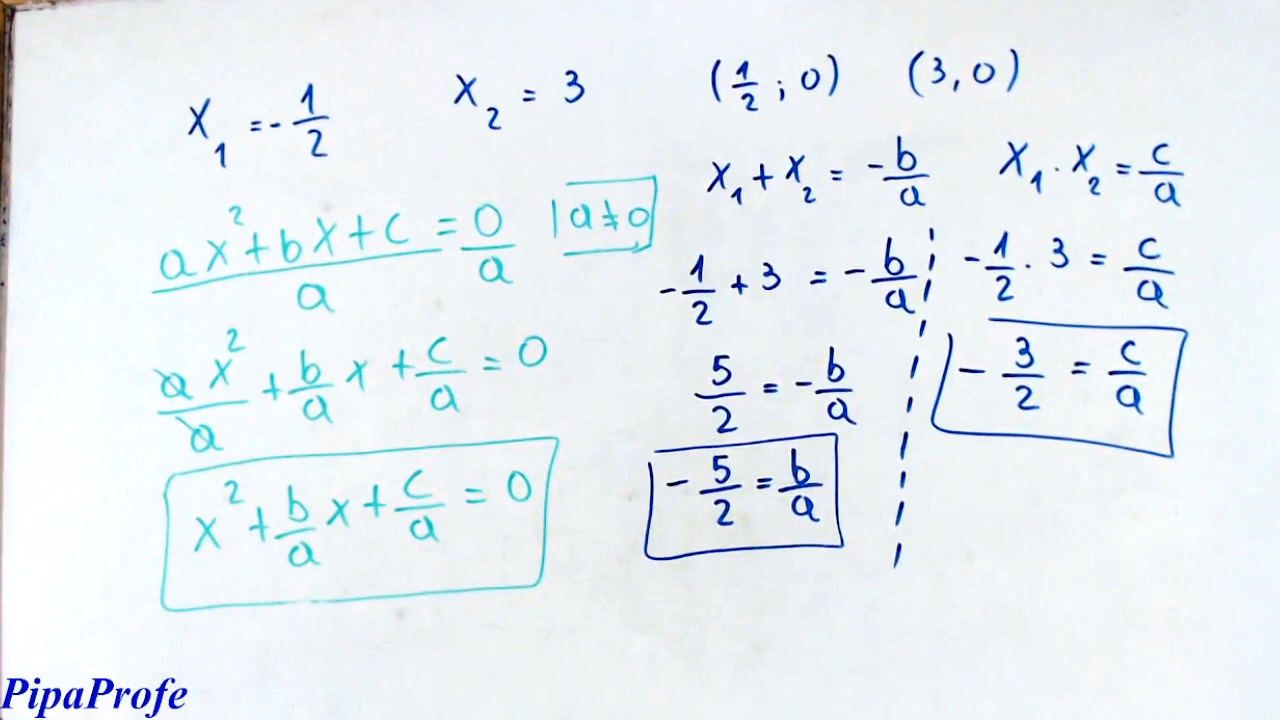 x₁ = -1/2 x₂ = 3 (1/2 ; 0) (3, 0)
(ax² + bx + c)/a = 0/a | a ≠ 0
ax²/a + b/a x + c/a = 0
x² + b/a x + c/a = 0
x₁ + x₂ = -b/a
-1/2 + 3 = -b/a
5/2 = -b/a
-5/2 = b/a
x₁ · x₂ = c/a
-1/2 · 3 = c/a
-3/2 = c/a
PipaProfe